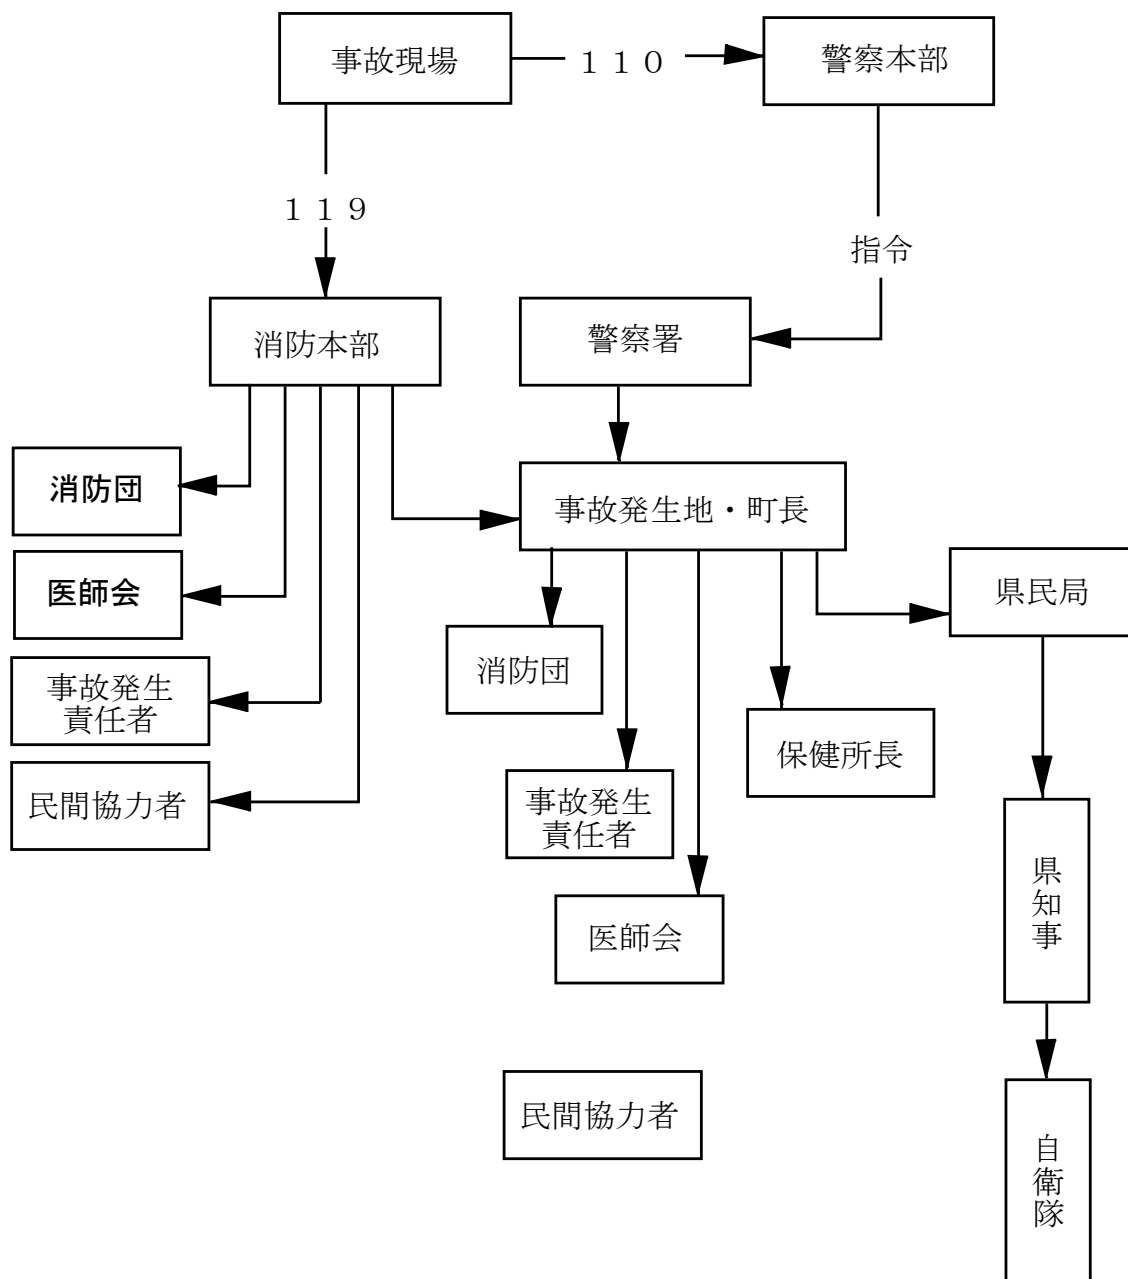 事故現場
１１０
警察本部
１１９
指令
消防本部
警察署
消防団
事故発生地・町長
医師会
県民局
消防団
事故発生
責任者
保健所長
民間協力者
事故発生
責任者
県知事
医師会
民間協力者
自衛隊